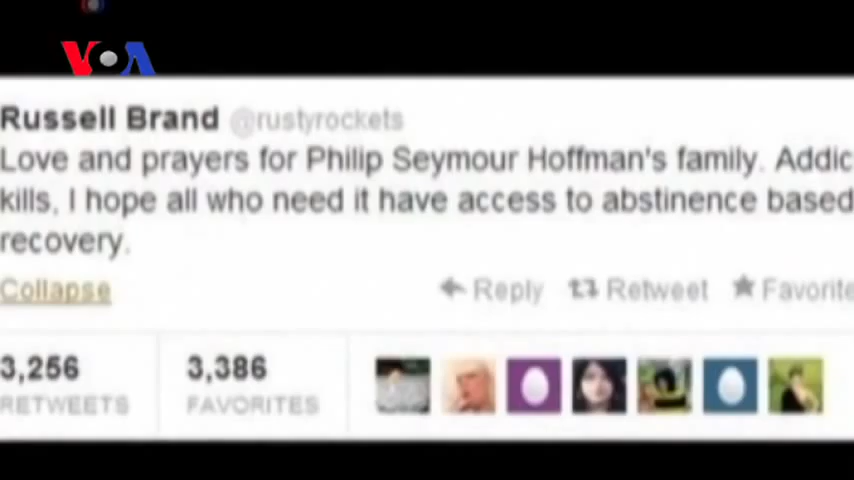 VOA
Russell Brand @rustyrockets
Love and prayers for Philip Seymour Hoffman's family. Addic
kills, I hope all who need it have access to abstinence based
recovery.
Collapse Reply Retweet Favorite
3,256 3,386
RETWEETS FAVORITES